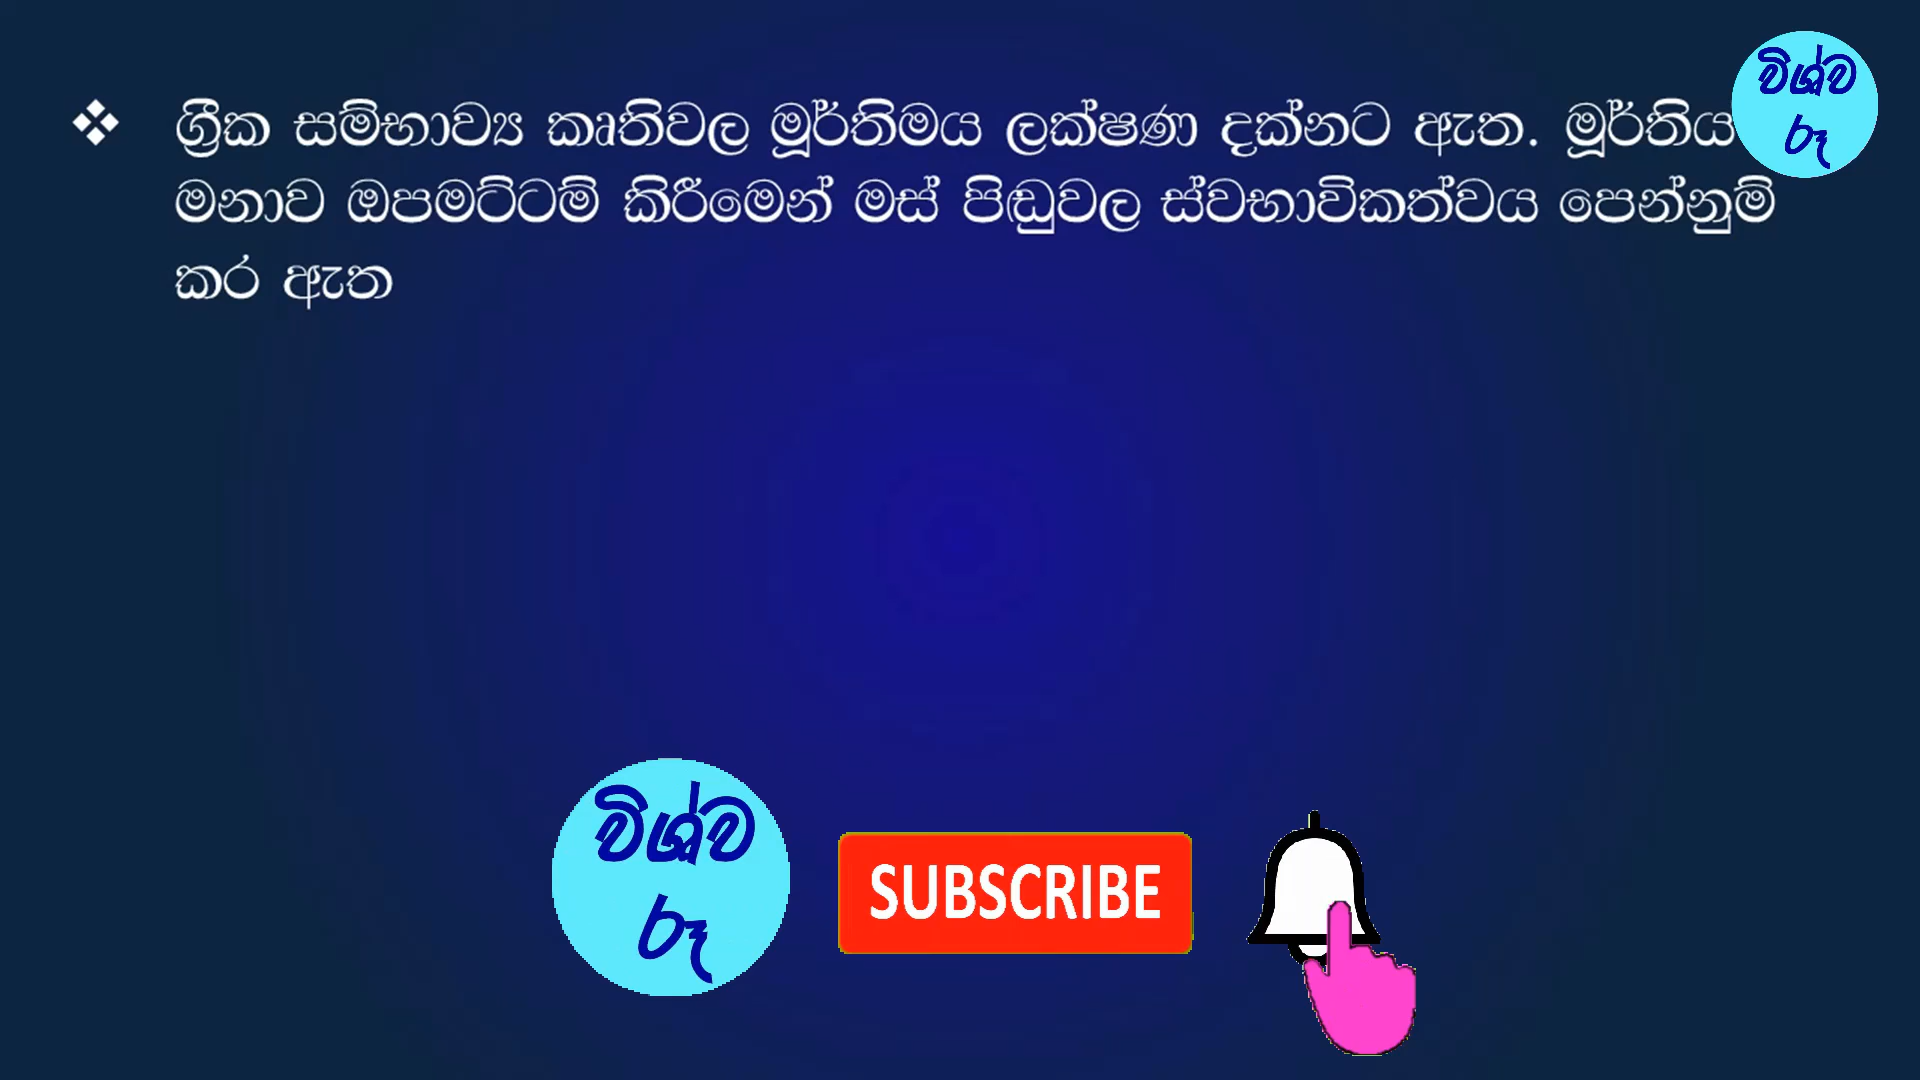 ❖ ග්‍රීක සම්භාව්‍ය කෘතිවල මූර්තිමය ලක්ෂණ දක්නට ඇත. මූර්තිය
මනාව ඔපමට්ටම් කිරීමෙන් මස් පිඬුවල ස්වභාවිකත්වය පෙන්නුම්
කර ඇත
විශ්ව
රූ
විශ්ව
රූ
SUBSCRIBE